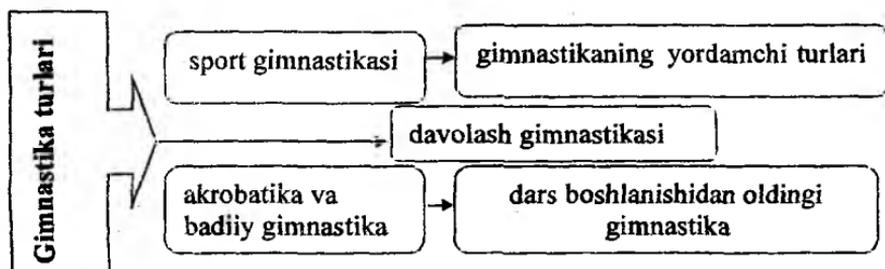 Gimnastika turlari
sport gimnastikasi
gimnastikaning yordamchi turlari
davolash gimnastikasi
akrobatika va
badiiy gimnastika
dars boshlanishidan oldingi
gimnastika